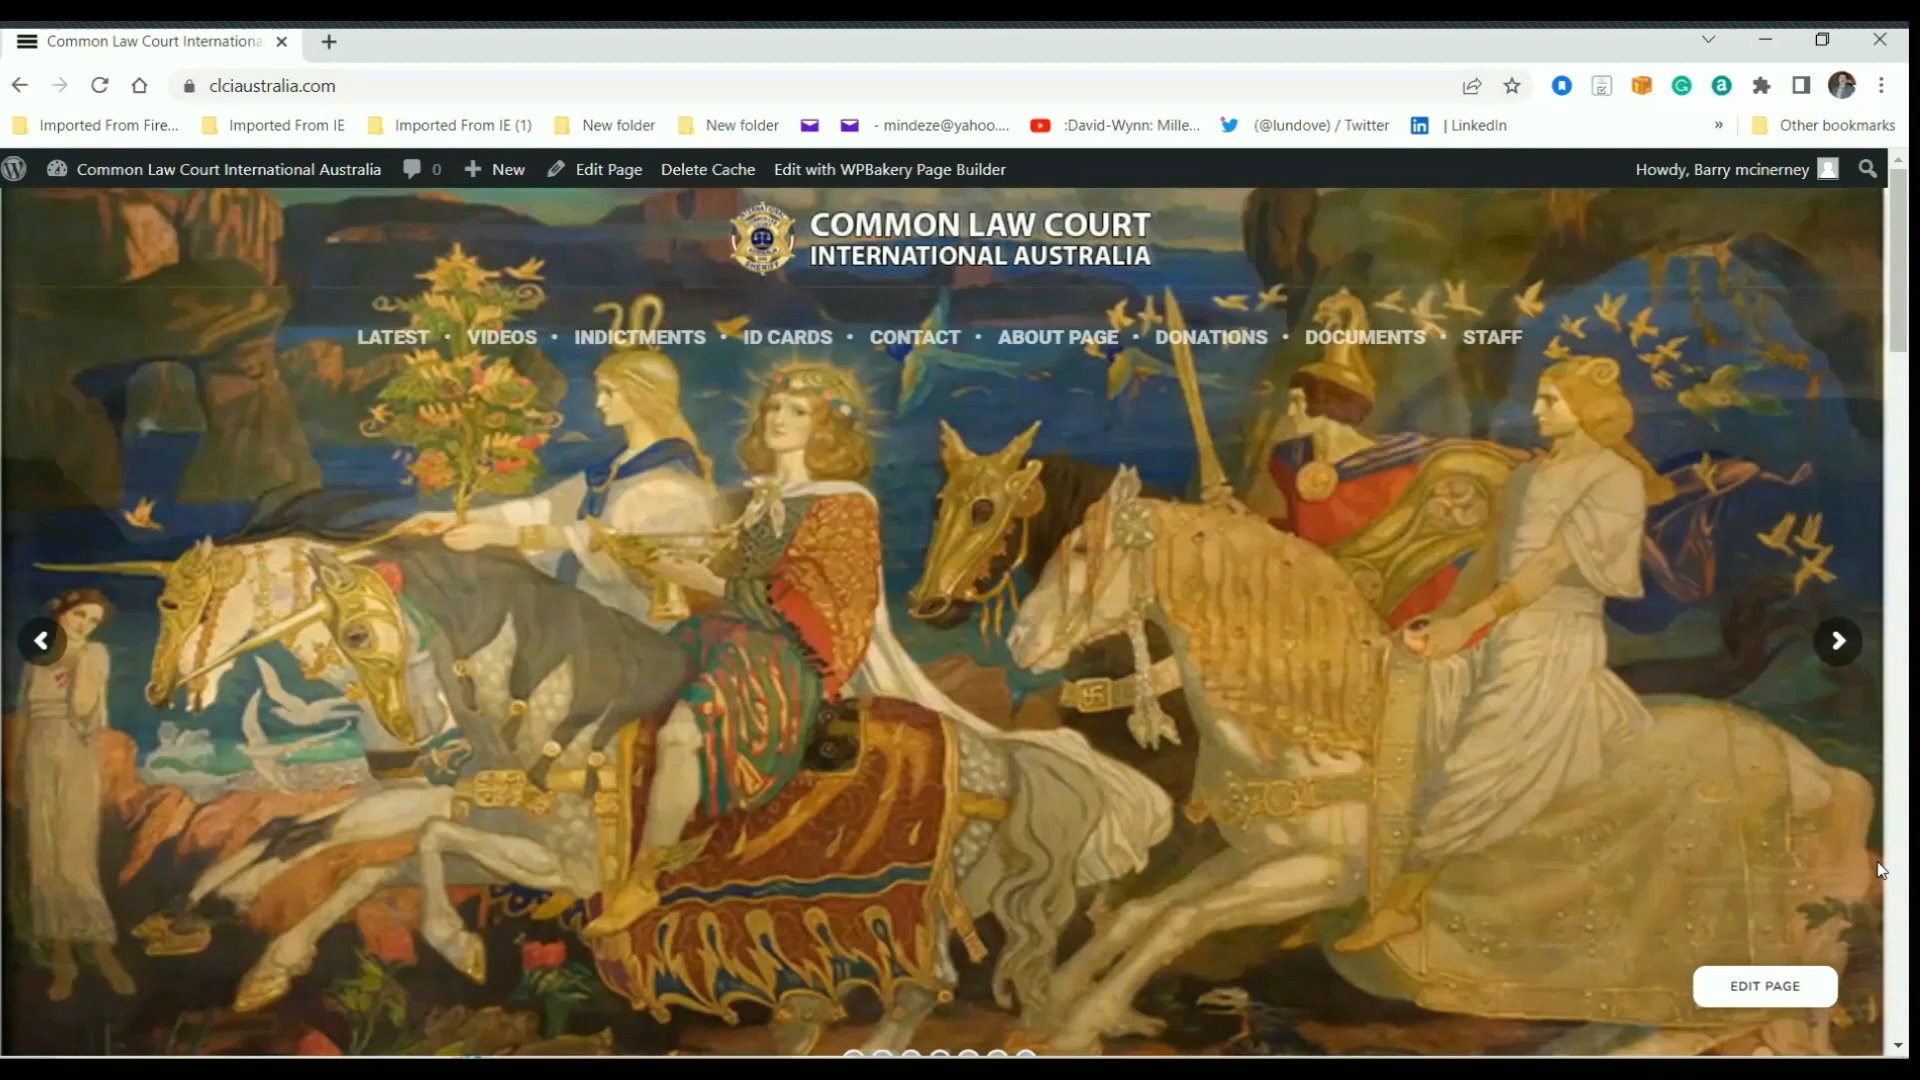 Common Law Court Internationa
clciaustralia.com
Imported From Fire...
Imported From IE
Imported From IE (1)
New folder
New folder
- mindeze@yahoo....
:David-Wynn: Mille...
(@lundove) / Twitter
| LinkedIn
»
Other bookmarks
Common Law Court International Australia
0
New
Edit Page
Delete Cache
Edit with WPBakery Page Builder
Howdy, Barry mcinerney
COMMON LAW COURT
INTERNATIONAL AUSTRALIA
LATEST • VIDEOS • INDICTMENTS • ID CARDS • CONTACT • ABOUT PAGE • DONATIONS • DOCUMENTS • STAFF
EDIT PAGE